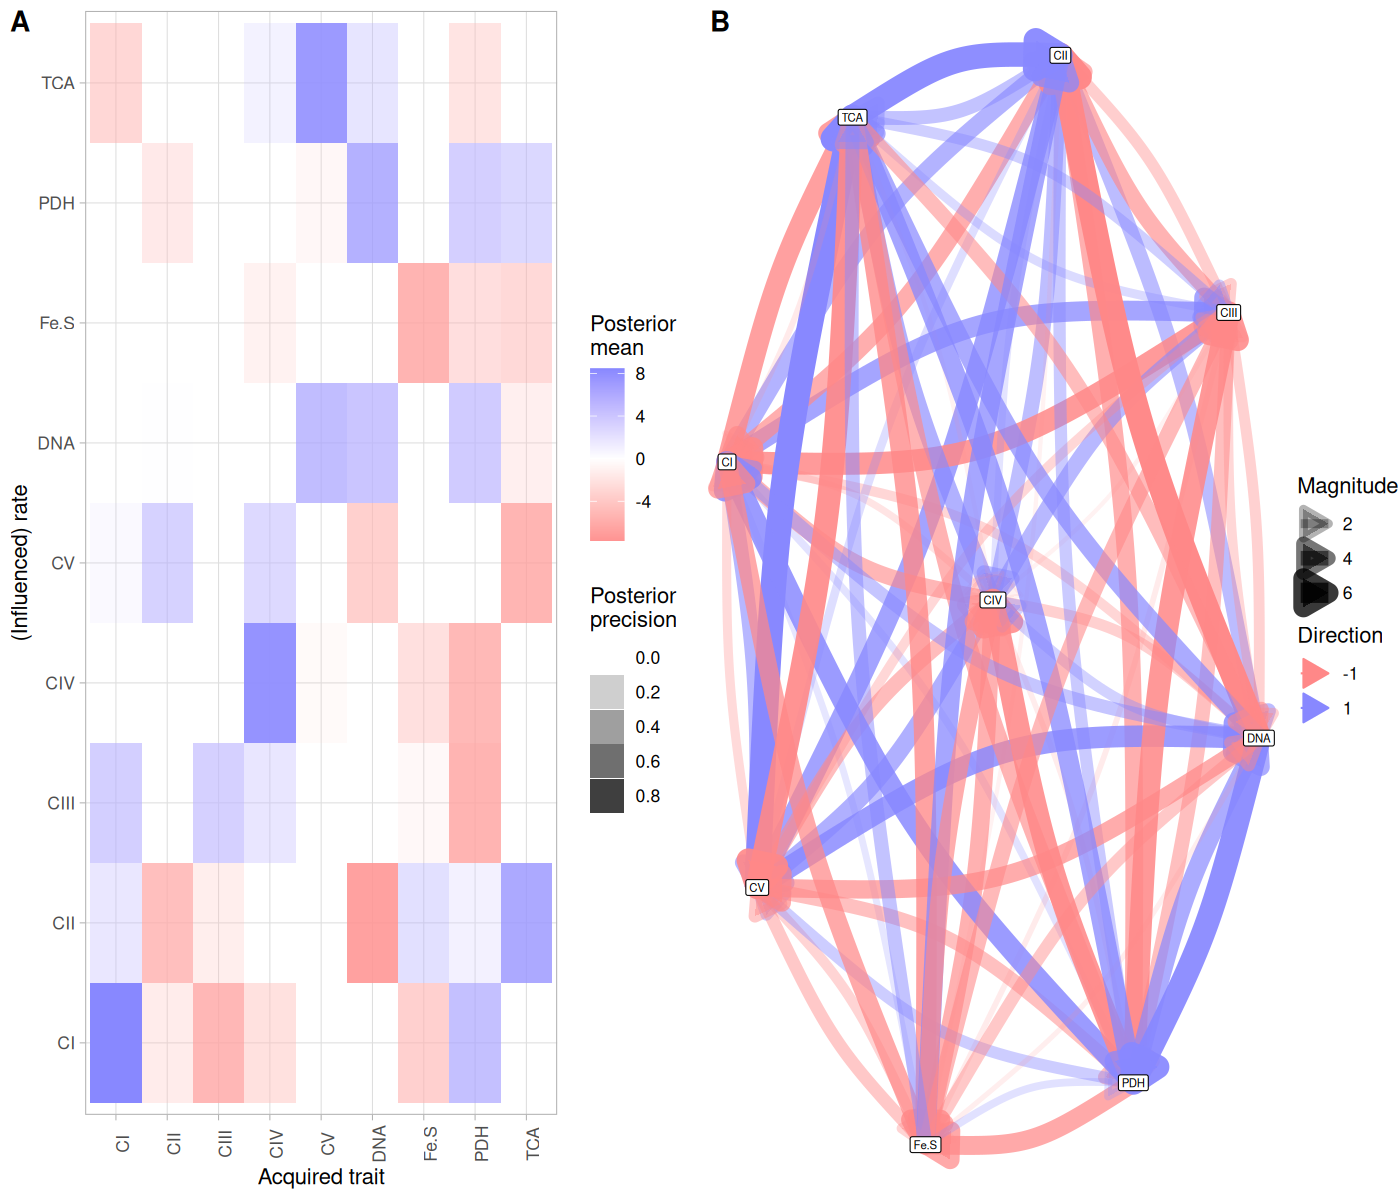 A
B
TCA
PDH
Fe.S
DNA
CV
CIV
CIII
CII
CI
(Influenced) rate
CI
CII
CIII
CIV
CV
DNA
Fe.S
PDH
TCA
Acquired trait
Posterior
mean
8
4
0
-4
Posterior
precision
0.0
0.2
0.4
0.6
0.8
CII
TCA
CIII
CI
CIV
DNA
CV
PDH
Fe.S
Magnitude
2
4
6
Direction
-1
1